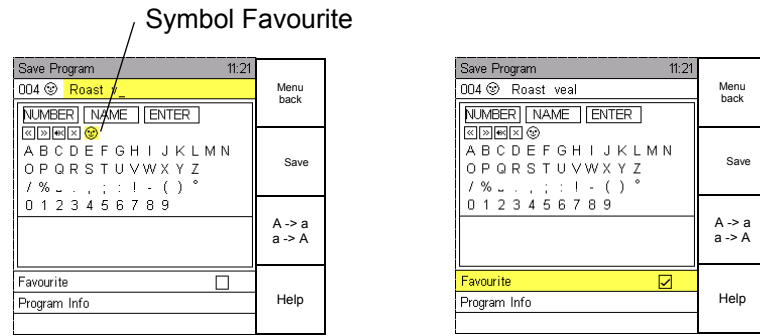 Symbol Favourite
Save Program 11:21
004 Roast v_
NUMBER NAME ENTER
A B C D E F G H I J K L M N
O P Q R S T U V W X Y Z
/ % ⎵ . , ; : ! - ( ) °
0 1 2 3 4 5 6 7 8 9
Favourite
Program Info
Menu
back
Save
A -> a
a -> A
Help
Save Program 11:21
004 Roast veal
NUMBER NAME ENTER
A B C D E F G H I J K L M N
O P Q R S T U V W X Y Z
/ % ⎵ . , ; : ! - ( ) °
0 1 2 3 4 5 6 7 8 9
Favourite
Program Info
Menu
back
Save
A -> a
a -> A
Help